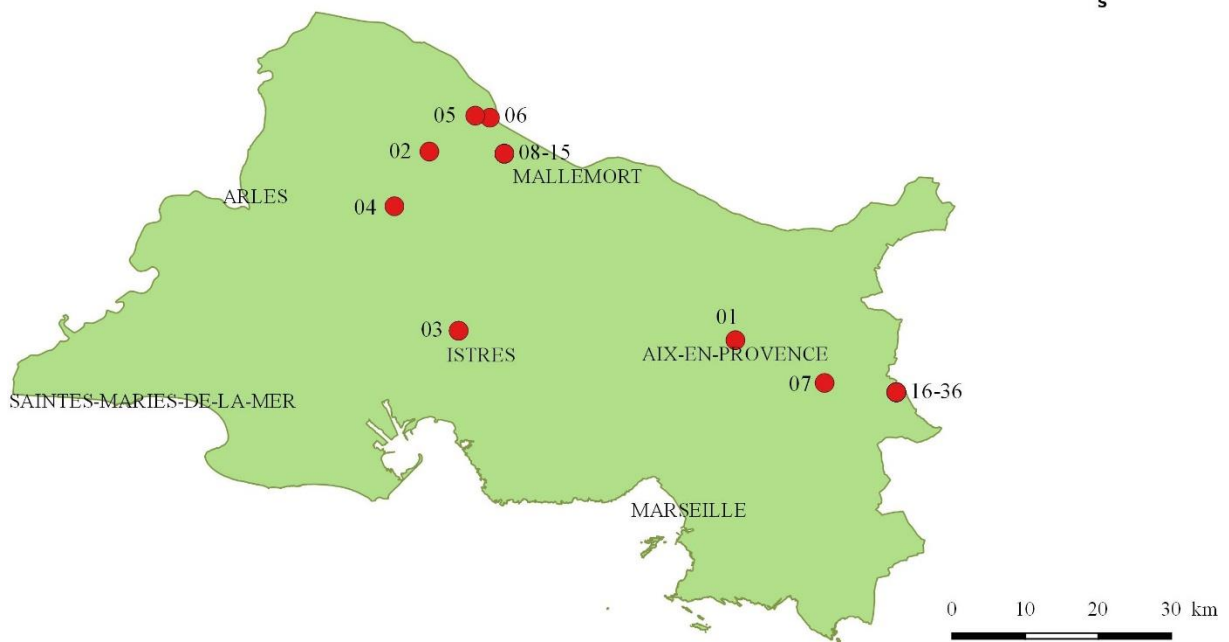 S
05
06
02
08-15
MALLEMORT
ARLES
04
03
ISTRES
01
AIX-EN-PROVENCE
07
16-36
SAINTES-MARIES-DE-LA-MER
MARSEILLE
0 10 20 30 km